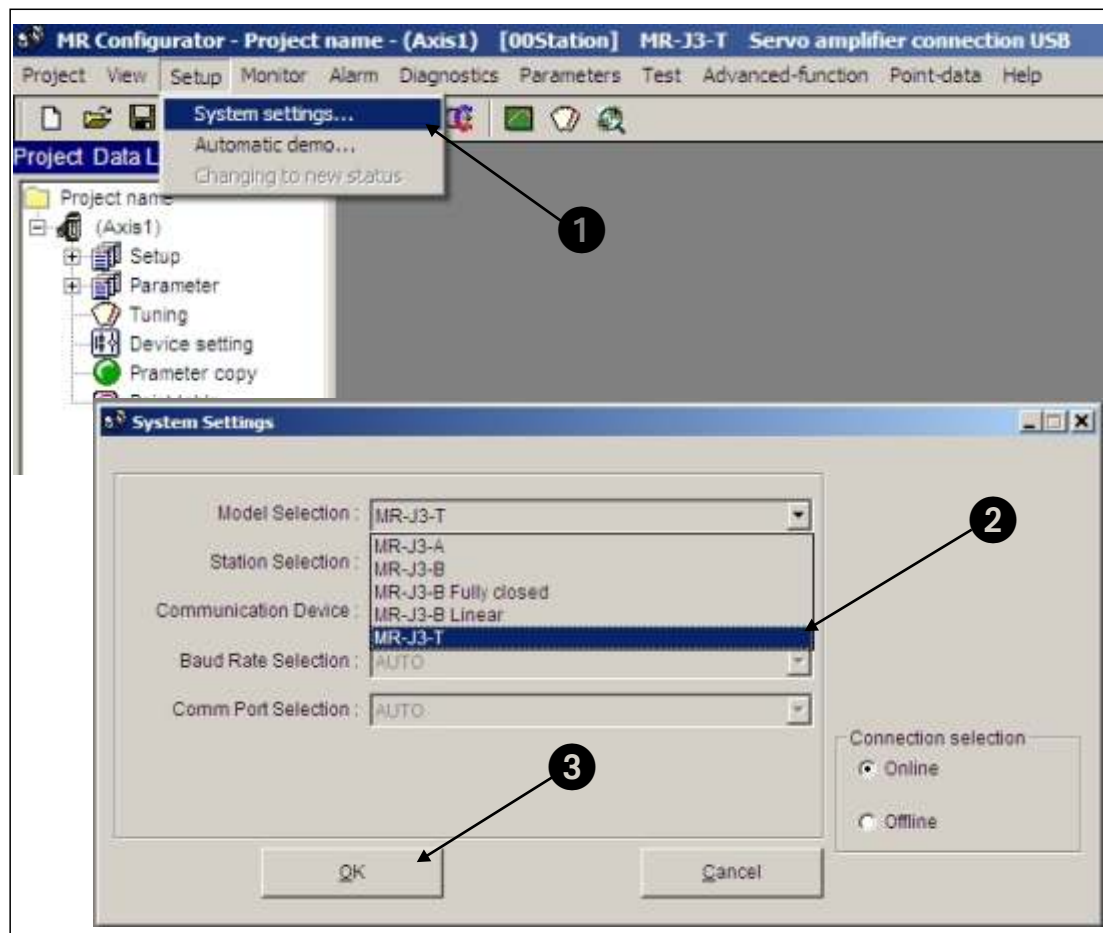 MR Configurator - Project name - (Axis1) [00Station] MR-J3-T Servo amplifier connection USB
Project View Setup Monitor Alarm Diagnostics Parameters Test Advanced-function Point-data Help
System settings...
Automatic demo...
Changing to new status
1
Project Data L
Project name
(Axis1)
Setup
Parameter
Tuning
Device setting
Prameter copy
System Settings
Model Selection : MR-J3-T
2
MR-J3-A
Station Selection :
MR-J3-B
MR-J3-B Fully closed
Communication Device : MR-J3-B Linear
MR-J3-T
Baud Rate Selection : AUTO
Comm Port Selection : AUTO
Connection selection
3
Online
Offline
OK
Cancel